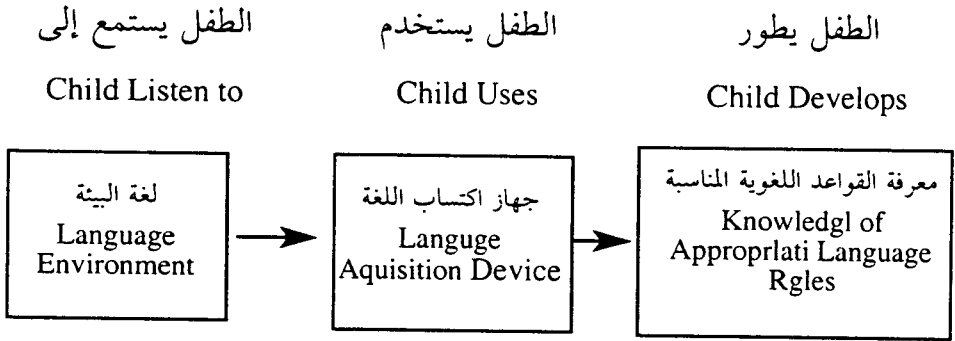 الطفل يستمع إلى
Child Listen to
الطفل يستخدم
Child Uses
الطفل يطور
Child Develops
لغة البيئة
Language
Environment
جهاز اكتساب اللغة
Languge
Aquisition Device
معرفة القواعد اللغوية المناسبة
Knowledgl of
Approprlati Language
Rgles